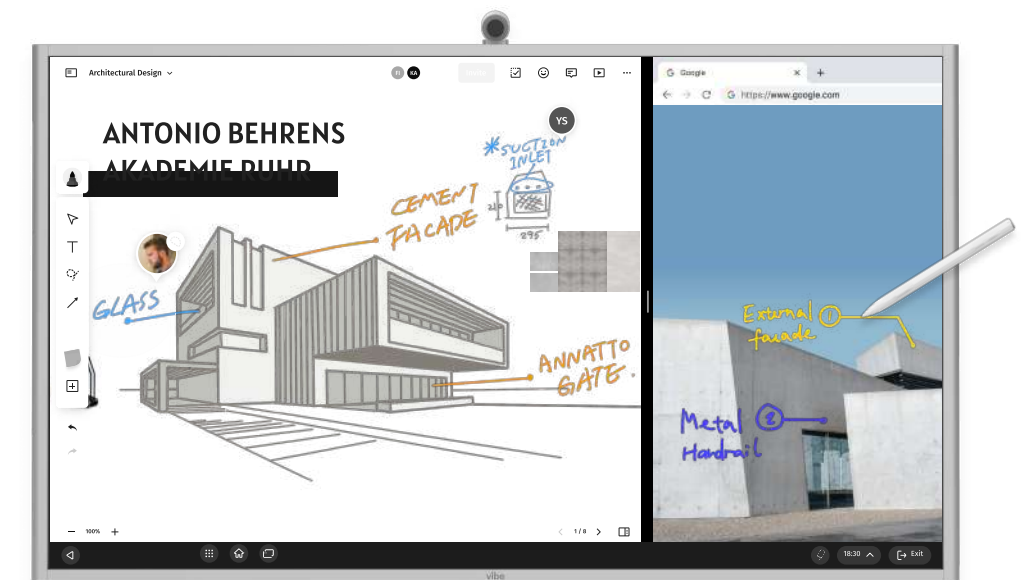 Architectural Design
KA
Google
https://www.google.com
YS
ANTONIO BEHRENS
AKADEMIE RUHR
SUCTION
INLET
210
295
CEMENT
FACADE
GLASS
ANNATTO
GATE.
External 1
facade
Metal 2
Handrail
100%
1 / 8
18:30
Exit
vibe